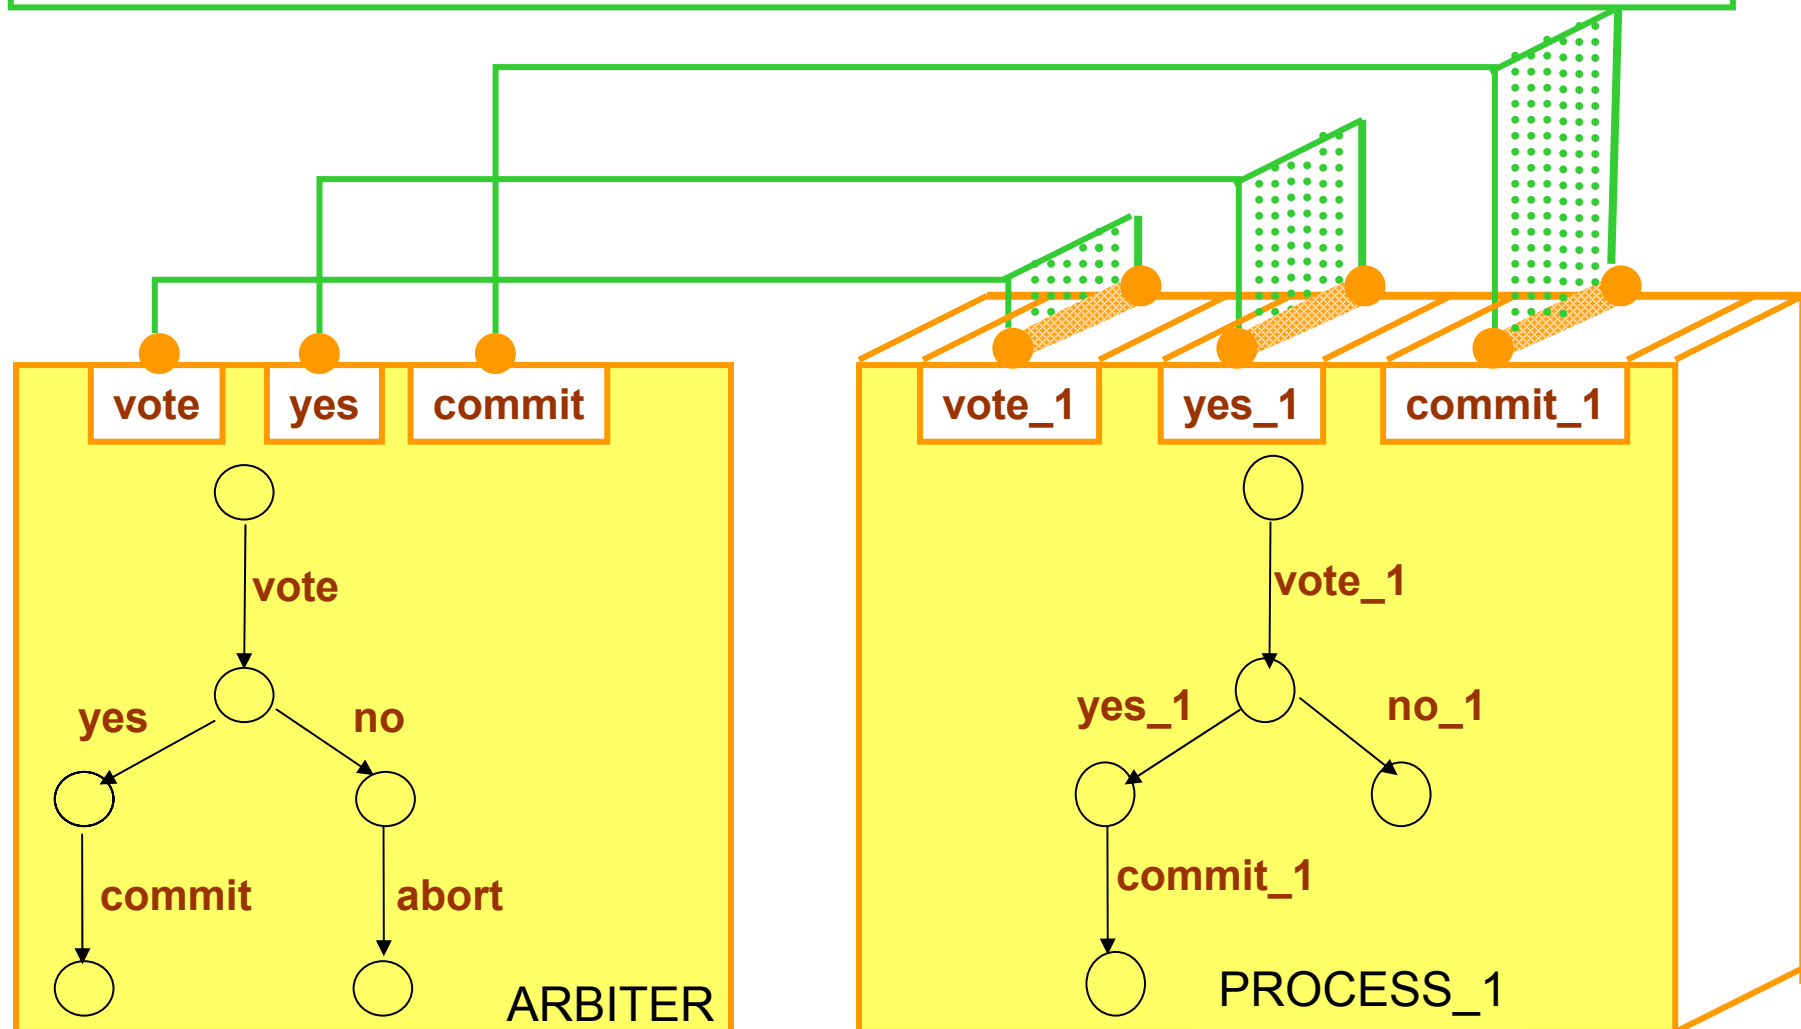 vote yes commit
vote_1 yes_1 commit_1
vote
vote_1
yes no
yes_1 no_1
commit abort
commit_1
ARBITER
PROCESS_1